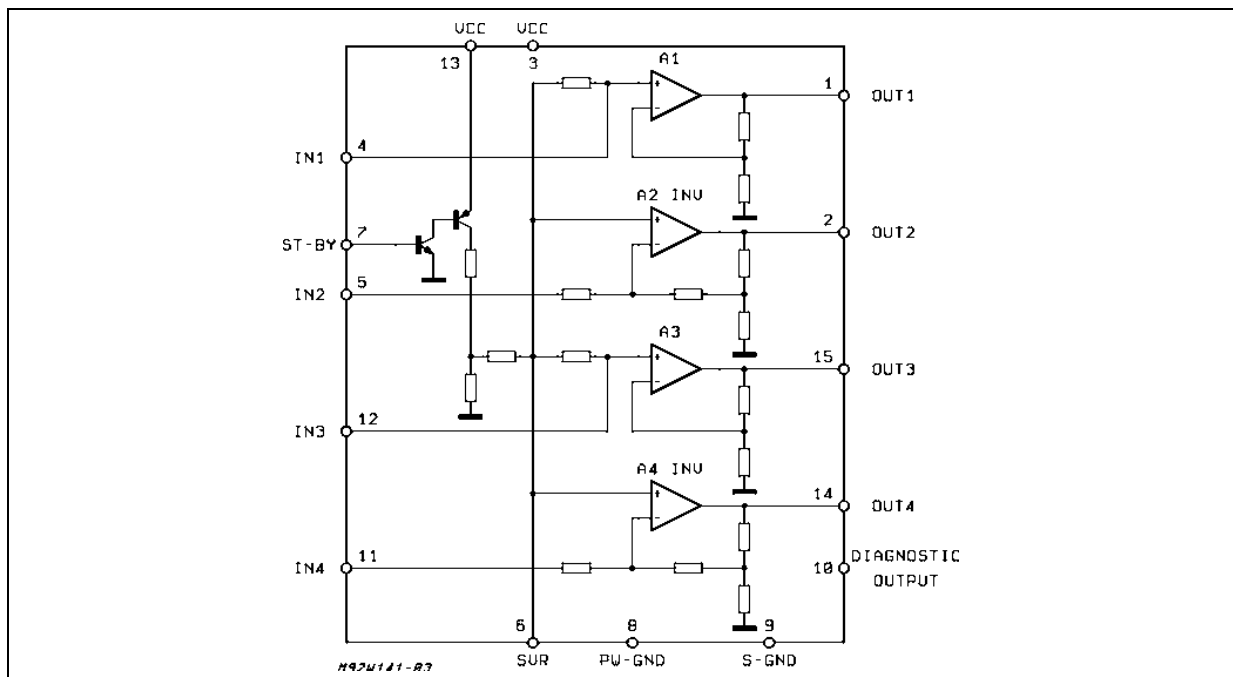 VCC VCC
13 3
A1
1 OUT1
+
-
4
IN1
A2 INV
2 OUT2
+
-
7
ST-BY
5
IN2
A3
15 OUT3
+
-
12
IN3
A4 INV
14 OUT4
+
-
11
IN4
10 DIAGNOSTIC
OUTPUT
6 8 9
SVR PW-GND S-GND
M92W141-03